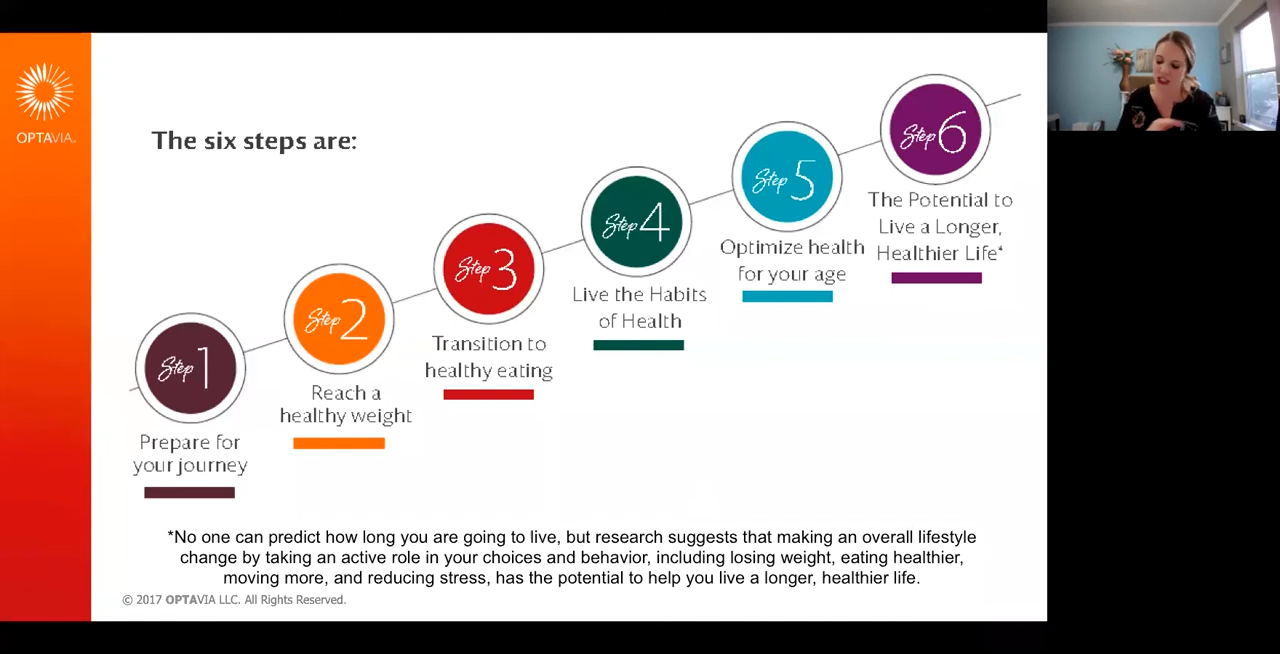 OPTAVIA®
The six steps are:
Step 1
Prepare for
your journey
Step 2
Reach a
healthy weight
Step 3
Transition to
healthy eating
Step 4
Live the Habits
of Health
Step 5
Optimize health
for your age
Step 6
The Potential to
Live a Longer,
Healthier Life*
*No one can predict how long you are going to live, but research suggests that making an overall lifestyle
change by taking an active role in your choices and behavior, including losing weight, eating healthier,
moving more, and reducing stress, has the potential to help you live a longer, healthier life.
© 2017 OPTAVIA LLC. All Rights Reserved.